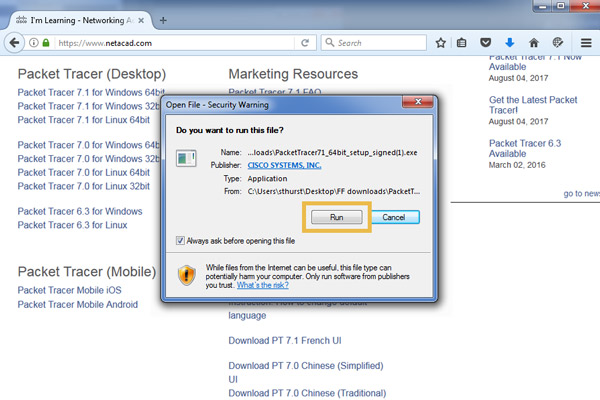 I'm Learning - Networking A
https://www.netacad.com
Search
Packet Tracer (Desktop)
Packet Tracer 7.1 for Windows 64bit
Packet Tracer 7.1 for Windows 32b
Packet Tracer 7.1 for Linux 64bit
Packet Tracer 7.0 for Windows 64b
Packet Tracer 7.0 for Windows 32b
Packet Tracer 7.0 for Linux 64bit
Packet Tracer 7.0 for Linux 32bit
Packet Tracer 6.3 for Windows
Packet Tracer 6.3 for Linux
Packet Tracer (Mobile)
Packet Tracer Mobile iOS
Packet Tracer Mobile Android
Marketing Resources
Packet Tracer 7.1 FAQ
Open File - Security Warning
Do you want to run this file?
Name: ...loads\PacketTracer71_64bit_setup_signed(1).exe
Publisher: CISCO SYSTEMS, INC.
Type: Application
From: C:\Users\sthurst\Desktop\FF downloads\PacketT...
Run
Cancel
Always ask before opening this file
While files from the Internet can be useful, this file type can
potentially harm your computer. Only run software from publishers
you trust. What's the risk?
Instruction: How to change default
language
Download PT 7.1 French UI
Download PT 7.0 Chinese (Simplified)
UI
Download PT 7.0 Chinese (Traditional)
Packet Tracer 7.1 Now
Available
August 04, 2017
Get the Latest Packet
Tracer!
August 04, 2017
Packet Tracer 6.3
Available
March 02, 2016
go to news